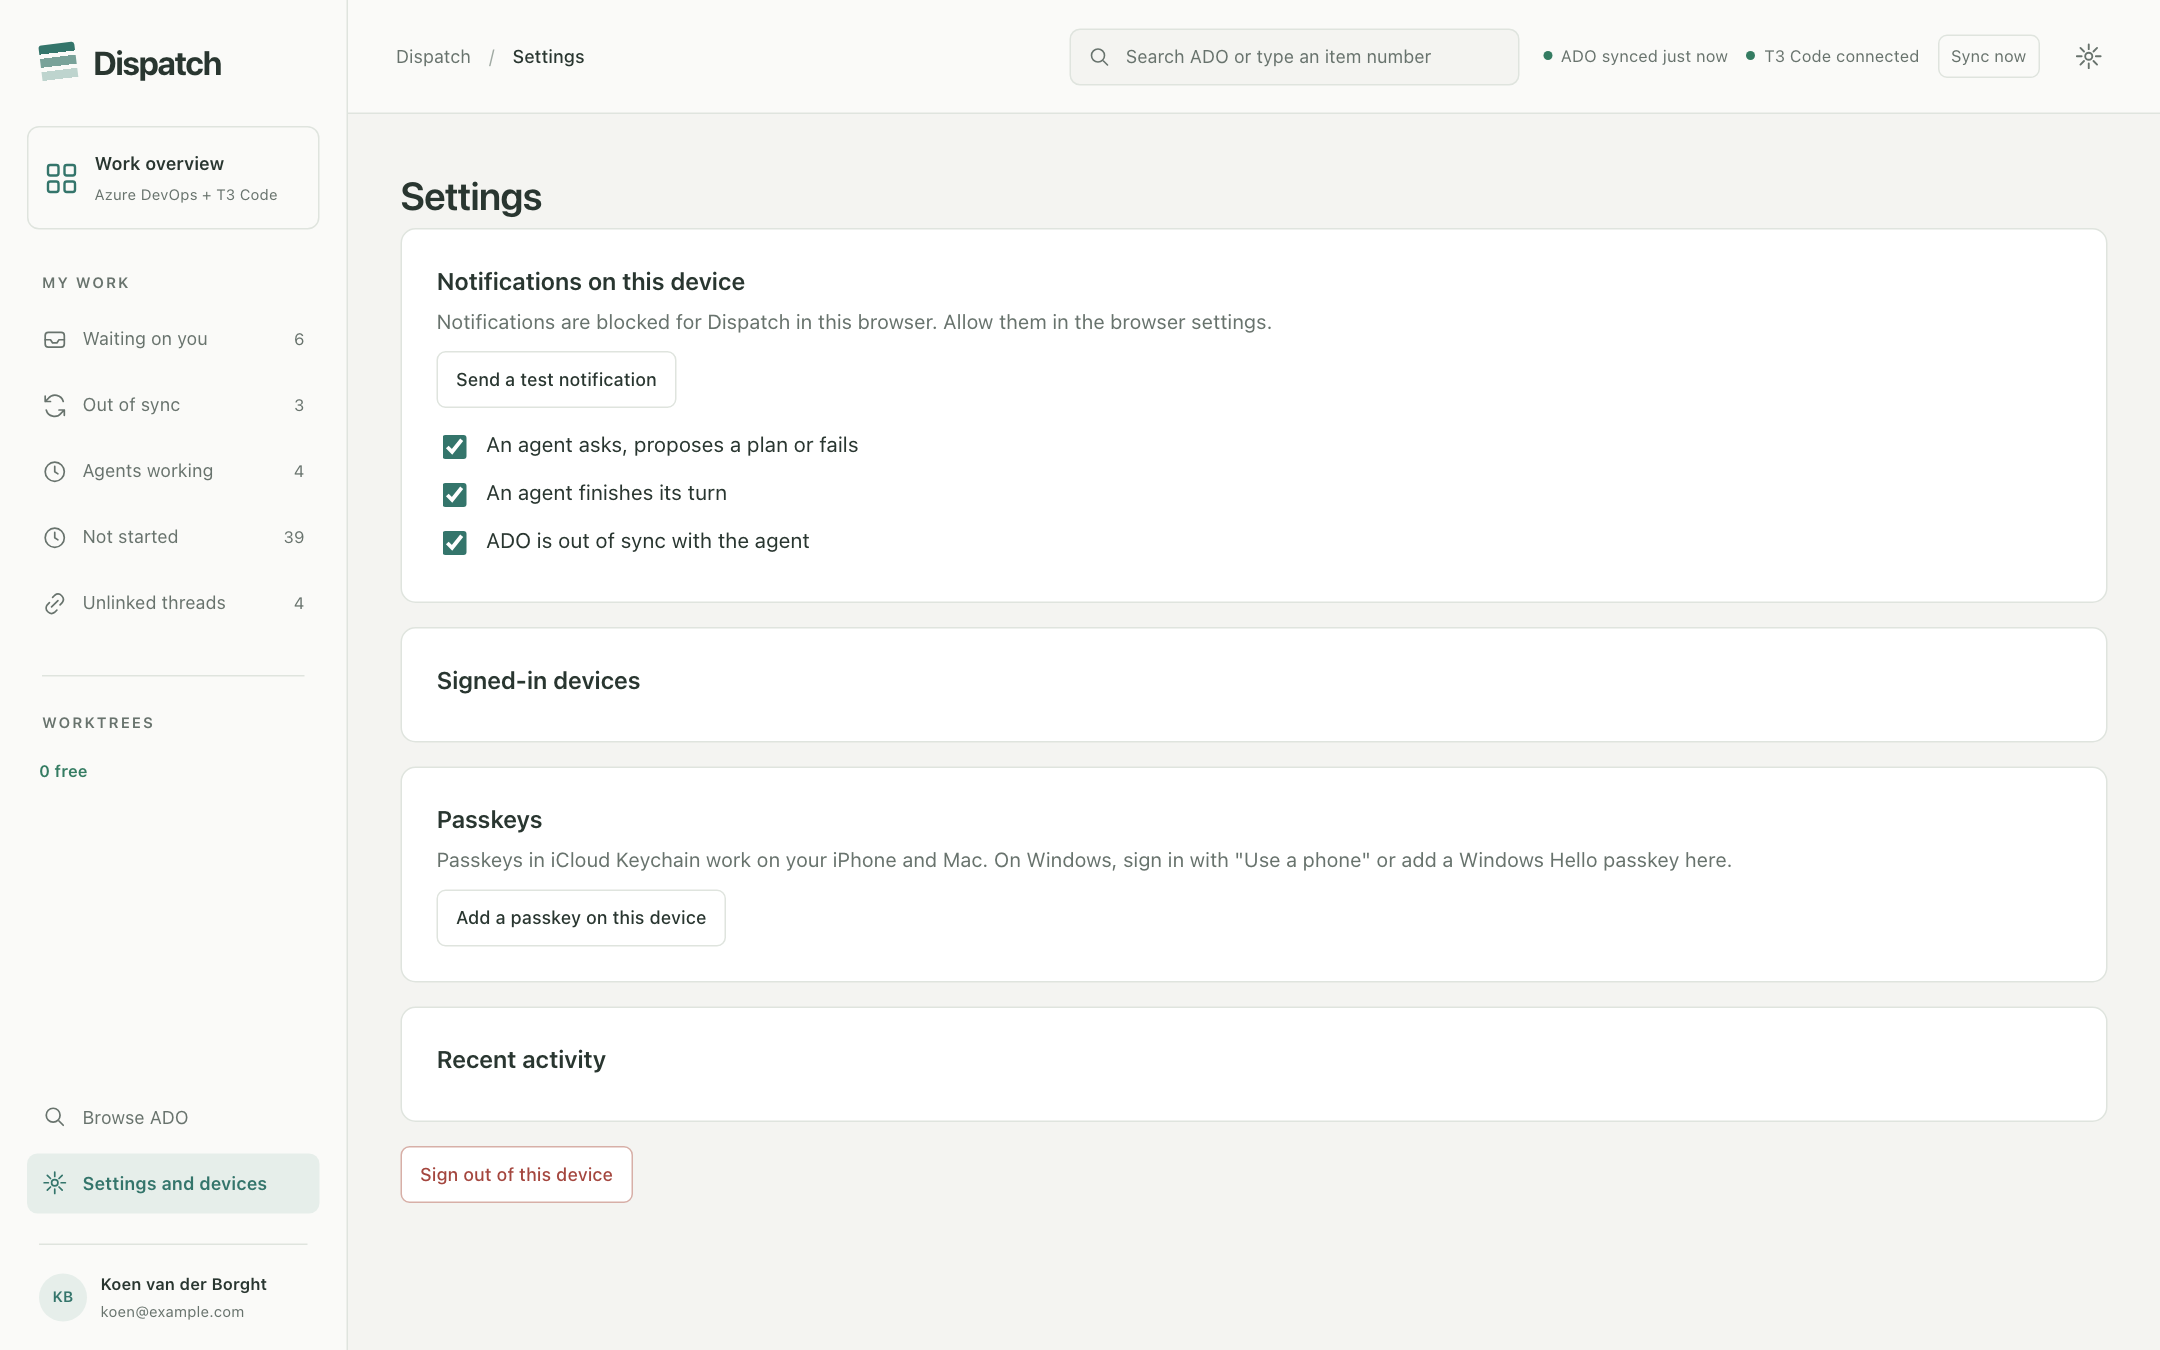 Dispatch
Work overview
Azure DevOps + T3 Code
MY WORK
Waiting on you 6
Out of sync 3
Agents working 4
Not started 39
Unlinked threads 4
WORKTREES
0 free
Browse ADO
Settings and devices
KB
Koen van der Borght
koen@example.com
Dispatch / Settings
Search ADO or type an item number
ADO synced just now
T3 Code connected
Sync now
Settings
Notifications on this device
Notifications are blocked for Dispatch in this browser. Allow them in the browser settings.
Send a test notification
An agent asks, proposes a plan or fails
An agent finishes its turn
ADO is out of sync with the agent
Signed-in devices
Passkeys
Passkeys in iCloud Keychain work on your iPhone and Mac. On Windows, sign in with "Use a phone" or add a Windows Hello passkey here.
Add a passkey on this device
Recent activity
Sign out of this device